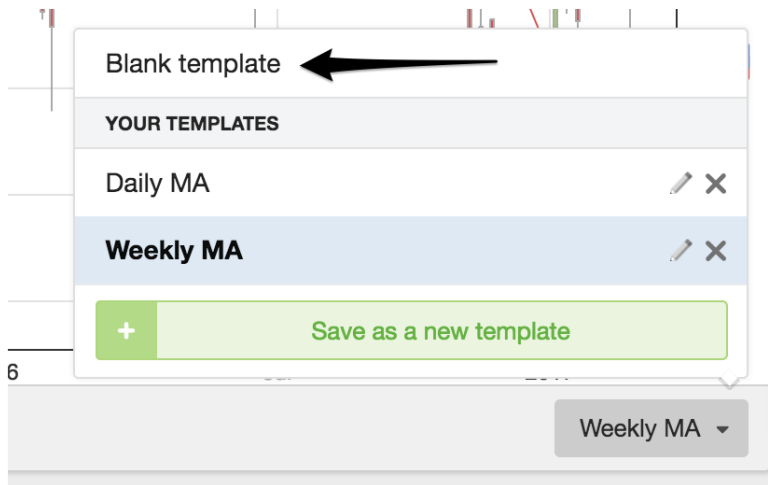 Blank template
YOUR TEMPLATES
Daily MA
Weekly MA
Save as a new template
6
Weekly MA